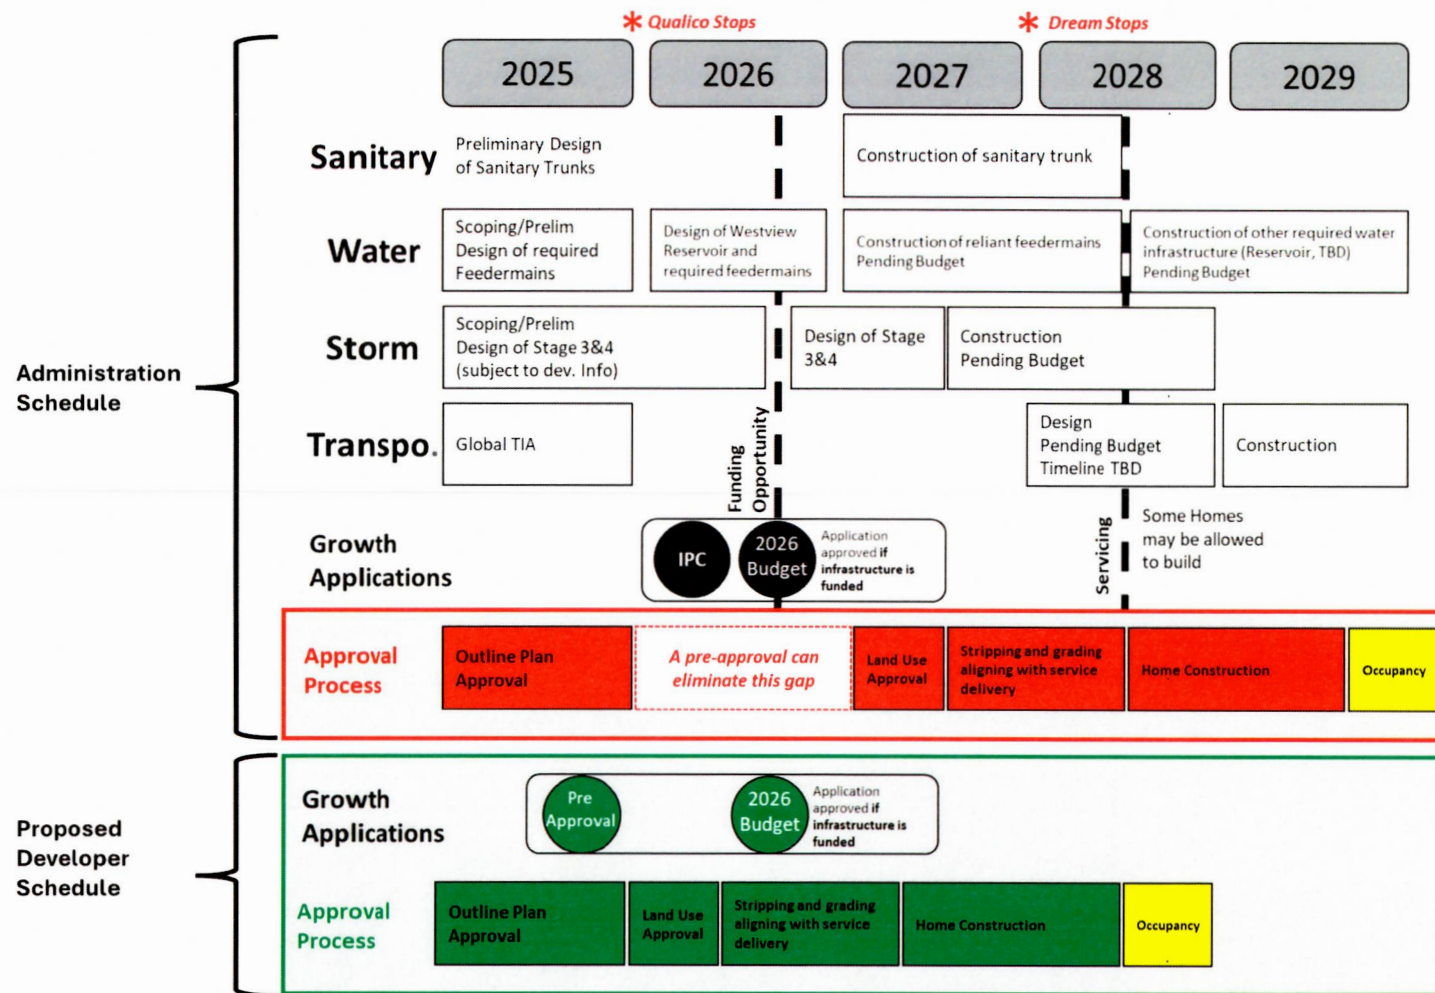 * Qualico Stops
* Dream Stops
2025
2026
2027
2028
2029
Administration
Schedule
Sanitary
Preliminary Design
of Sanitary Trunks
Construction of sanitary trunk
Water
Scoping/Prelim
Design of required
Feedermains
Design of Westview
Reservoir and
required feedermains
Construction of reliant feedermains
Pending Budget
Construction of other required water
infrastructure (Reservoir, TBD)
Pending Budget
Storm
Scoping/Prelim
Design of Stage 3&4
(subject to dev. Info)
Design of Stage
3&4
Construction
Pending Budget
Transpo.
Global TIA
Design
Pending Budget
Timeline TBD
Construction
Funding
Opportunity
Servicing
Some Homes
may be allowed
to build
Growth
Applications
IPC
2026
Budget
Application
approved if
infrastructure is
funded
Approval
Process
Outline Plan
Approval
A pre-approval can
eliminate this gap
Land Use
Approval
Stripping and grading
aligning with service
delivery
Home Construction
Occupancy
Proposed
Developer
Schedule
Growth
Applications
Pre
Approval
2026
Budget
Application
approved if
infrastructure is
funded
Approval
Process
Outline Plan
Approval
Land Use
Approval
Stripping and grading
aligning with service
delivery
Home Construction
Occupancy